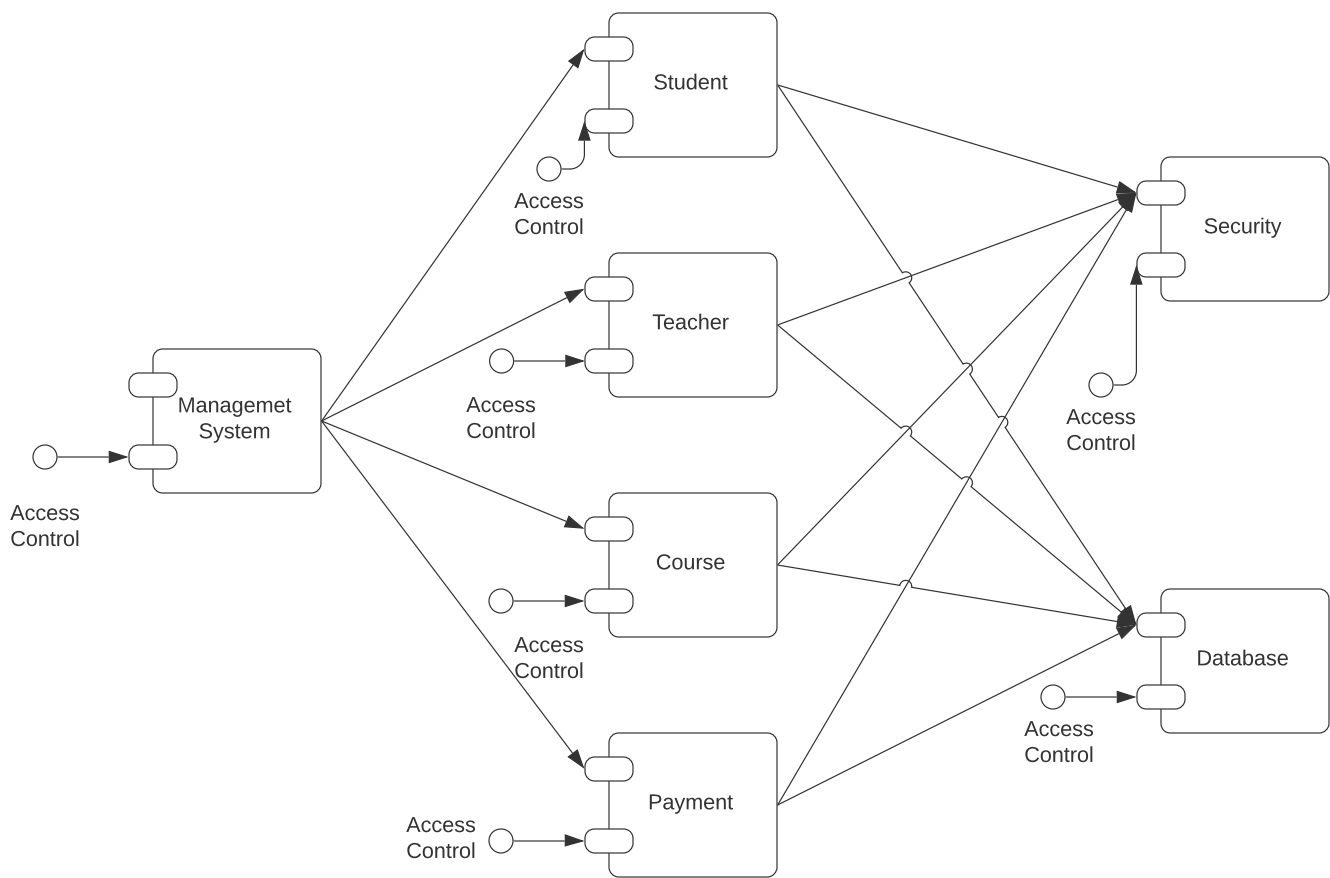 Student
Access
Control
Security
Teacher
Managemet
System
Access
Control
Access
Control
Access
Control
Course
Access
Control
Database
Access
Control
Payment
Access
Control